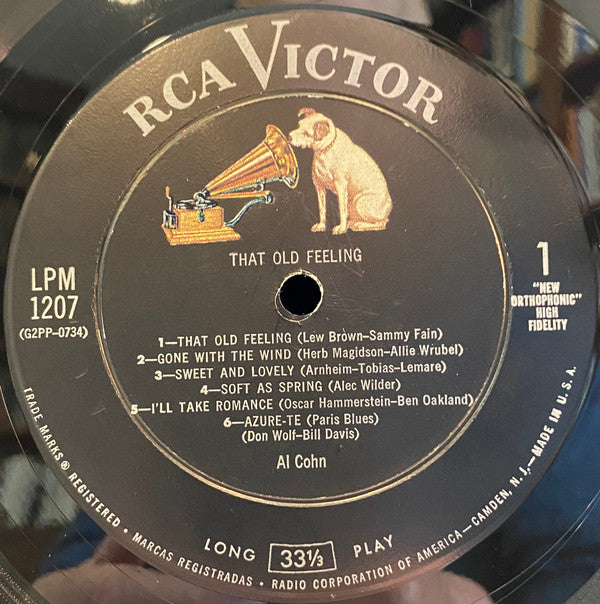 RCA VICTOR
THAT OLD FEELING
LPM
1207
(G2PP-0734)
1
"NEW
ORTHOPHONIC"
HIGH
FIDELITY
1—THAT OLD FEELING (Lew Brown–Sammy Fain)
2—GONE WITH THE WIND (Herb Magidson–Allie Wrubel)
3—SWEET AND LOVELY (Arnheim–Tobias–Lemare)
4—SOFT AS SPRING (Alec Wilder)
5—I'LL TAKE ROMANCE (Oscar Hammerstein–Ben Oakland)
6—AZURE-TE (Paris Blues)
(Don Wolf–Bill Davis)
Al Cohn
LONG 33⅓ PLAY
TRADE MARKS ® REGISTERED • MARCAS REGISTRADAS • RADIO CORPORATION OF AMERICA—CAMDEN, N. J.—MADE IN U.S.A.